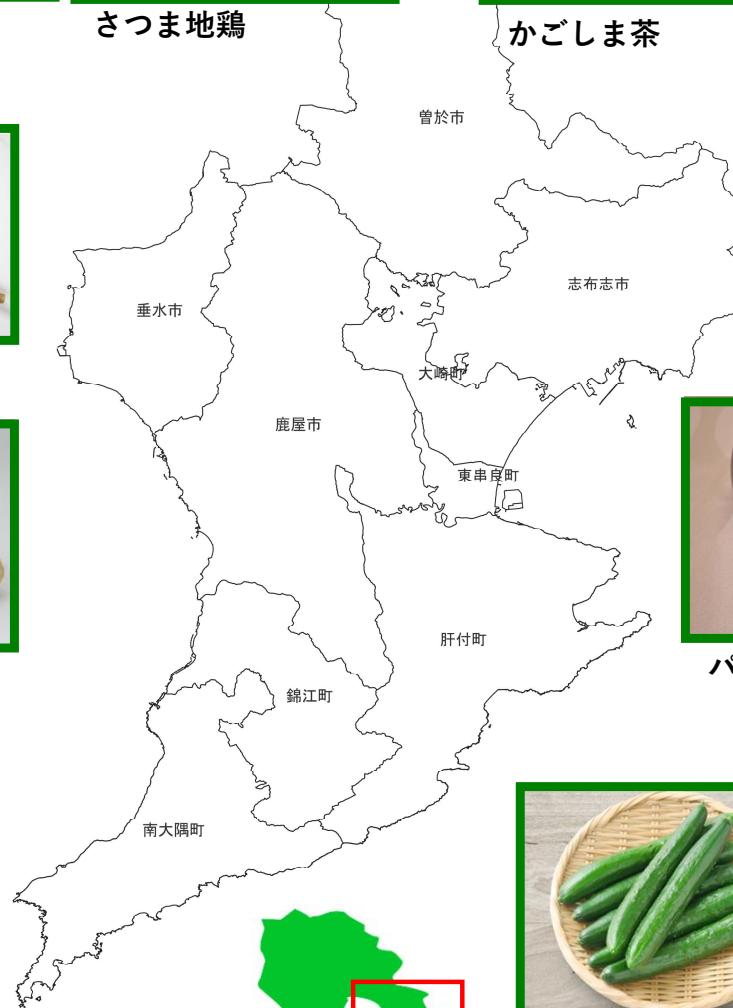 さつま地鶏
かごしま茶
曽於市
志布志市
垂水市
大崎町
鹿屋市
東串良町
肝付町
パ
錦江町
南大隅町